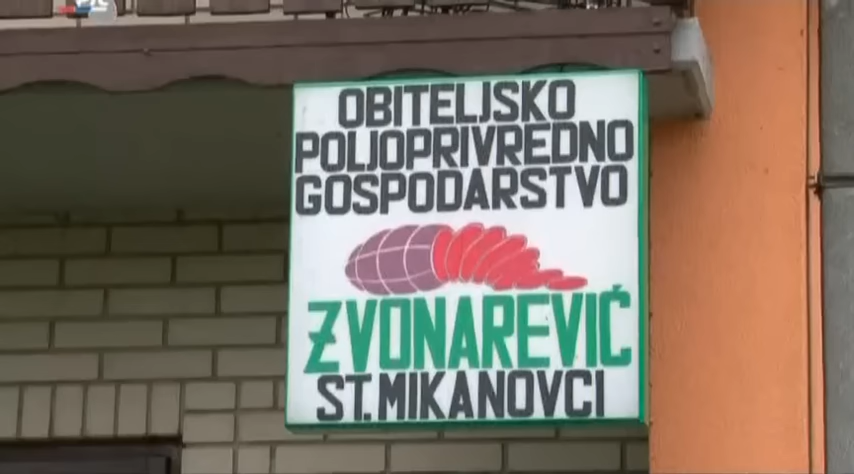 OBITELJSKO
POLJOPRIVREDNO
GOSPODARSTVO
ZVONAREVIĆ
ST. MIKANOVCI